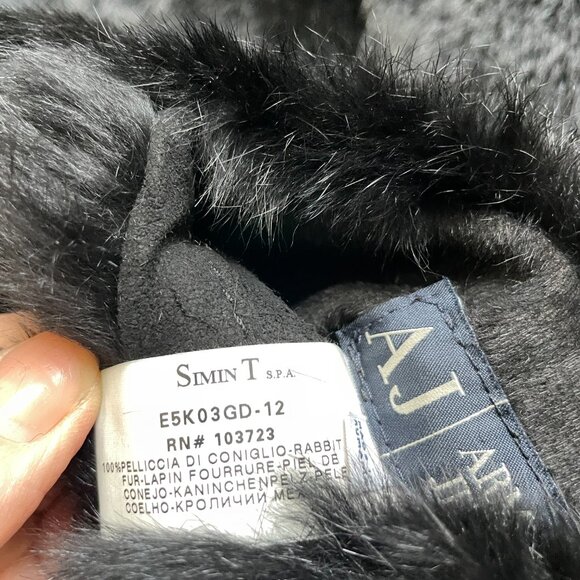 SIMIN T S.P.A.
E5K03GD-12
RN# 103723
100%PELLICCIA DI CONIGLIO-RABBIT
FUR-LAPIN FOURRURE-PIEL DE
CONEJO-KANINCHENPELZ PELE
COELHO-КРОЛИЧИЙ МЕХ
AJ